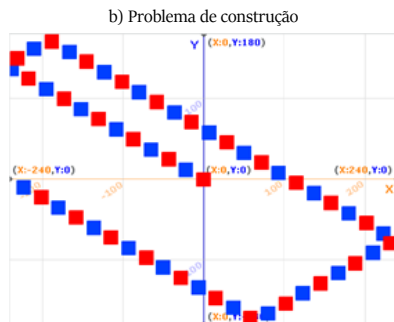 b) Problema de construção
Y (X:0,Y:180)
100
(X:-240,Y:0) (X:0,Y:0) (X:240,Y:0)
-100 100 200 X